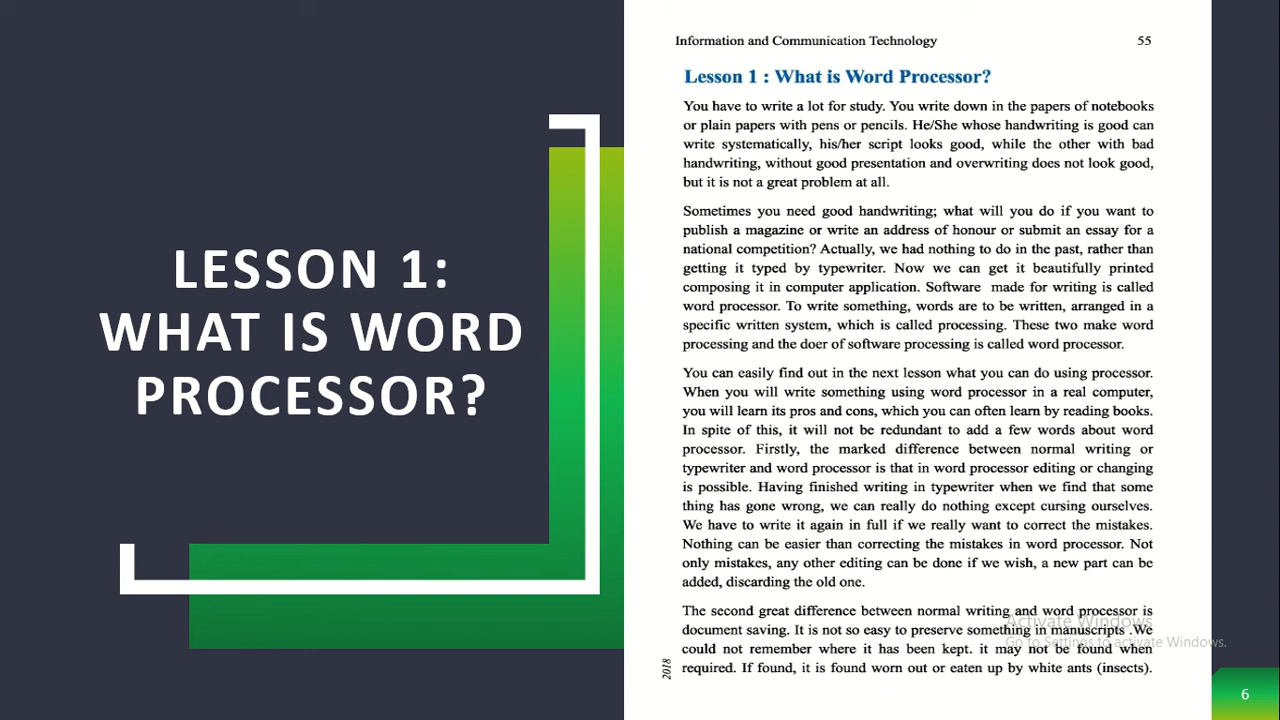 LESSON 1:
WHAT IS WORD
PROCESSOR?
Information and Communication Technology 55
Lesson 1 : What is Word Processor?
You have to write a lot for study. You write down in the papers of notebooks
or plain papers with pens or pencils. He/She whose handwriting is good can
write systematically, his/her script looks good, while the other with bad
handwriting, without good presentation and overwriting does not look good,
but it is not a great problem at all.
Sometimes you need good handwriting; what will you do if you want to
publish a magazine or write an address of honour or submit an essay for a
national competition? Actually, we had nothing to do in the past, rather than
getting it typed by typewriter. Now we can get it beautifully printed
composing it in computer application. Software made for writing is called
word processor. To write something, words are to be written, arranged in a
specific written system, which is called processing. These two make word
processing and the doer of software processing is called word processor.
You can easily find out in the next lesson what you can do using processor.
When you will write something using word processor in a real computer,
you will learn its pros and cons, which you can often learn by reading books.
In spite of this, it will not be redundant to add a few words about word
processor. Firstly, the marked difference between normal writing or
typewriter and word processor is that in word processor editing or changing
is possible. Having finished writing in typewriter when we find that some
thing has gone wrong, we can really do nothing except cursing ourselves.
We have to write it again in full if we really want to correct the mistakes.
Nothing can be easier than correcting the mistakes in word processor. Not
only mistakes, any other editing can be done if we wish, a new part can be
added, discarding the old one.
The second great difference between normal writing and word processor is
document saving. It is not so easy to preserve something in manuscripts .We
could not remember where it has been kept. it may not be found when
required. If found, it is found worn out or eaten up by white ants (insects).
2018
Activate Windows
Go to Settings to activate Windows.
6